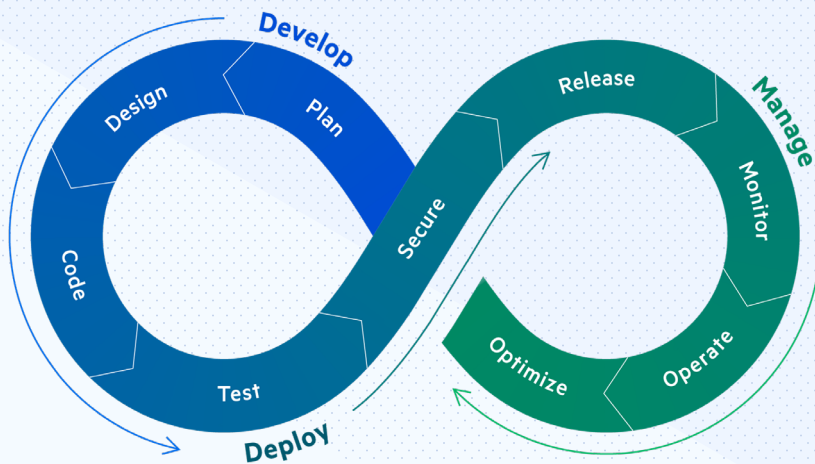 Develop
Plan
Design
Code
Test
Deploy
Secure
Release
Manage
Monitor
Operate
Optimize